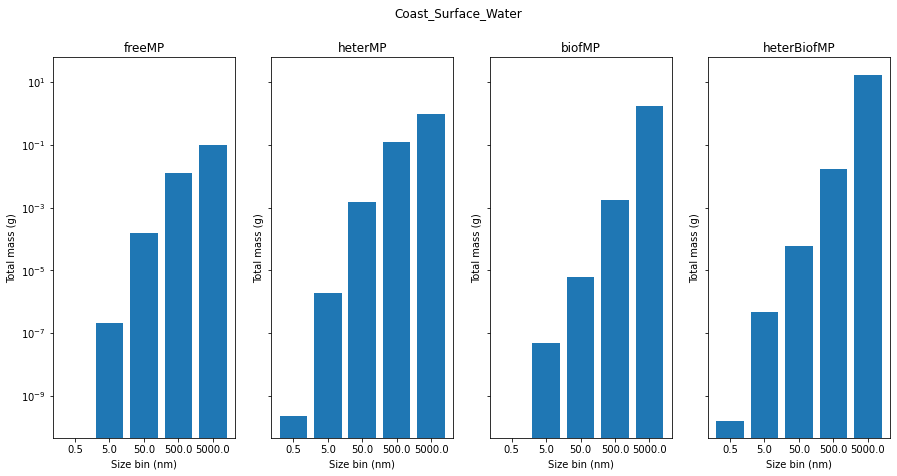 Coast_Surface_Water
freeMP
heterMP
biofMP
heterBiofMP
Total mass (g)
10^1
10^-1
10^-3
10^-5
10^-7
10^-9
Total mass (g)
Total mass (g)
Total mass (g)
0.5 5.0 50.0 500.0 5000.0
0.5 5.0 50.0 500.0 5000.0
0.5 5.0 50.0 500.0 5000.0
0.5 5.0 50.0 500.0 5000.0
Size bin (nm)
Size bin (nm)
Size bin (nm)
Size bin (nm)